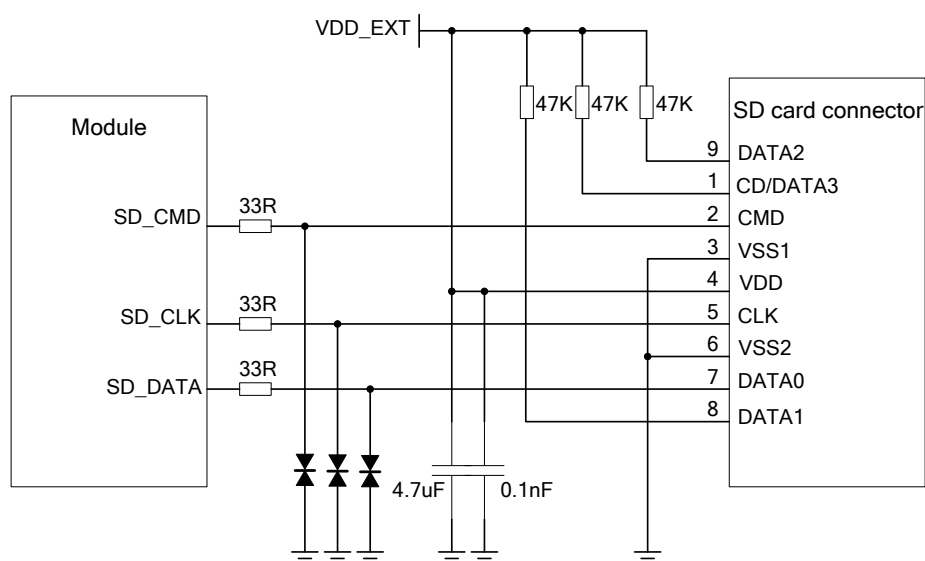 VDD_EXT
47K 47K 47K
Module
SD card connector
9 DATA2
1 CD/DATA3
SD_CMD 33R 2 CMD
3 VSS1
4 VDD
SD_CLK 33R 5 CLK
6 VSS2
SD_DATA 33R 7 DATA0
8 DATA1
4.7uF 0.1nF